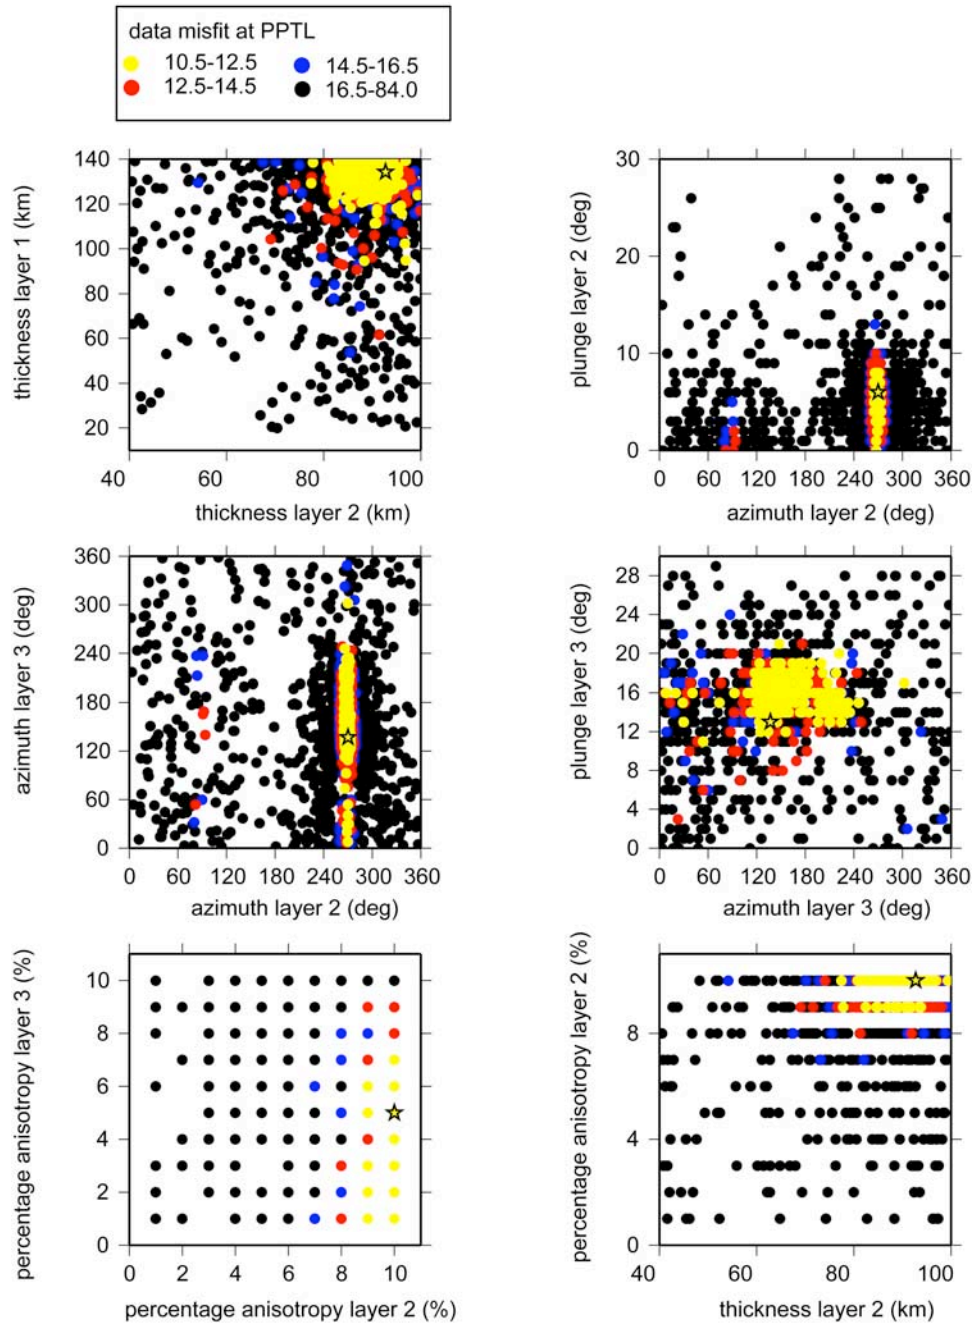 data misfit at PPTL
10.5-12.5 14.5-16.5
12.5-14.5 16.5-84.0
140
120
100
80
60
40
20
40 60 80 100
thickness layer 1 (km)
thickness layer 2 (km)
30
20
10
0
0 60 120 180 240 300 360
plunge layer 2 (deg)
azimuth layer 2 (deg)
360
300
240
180
120
60
0
0 60 120 180 240 300 360
azimuth layer 3 (deg)
azimuth layer 2 (deg)
28
24
20
16
12
8
4
0
0 60 120 180 240 300 360
plunge layer 3 (deg)
azimuth layer 3 (deg)
10
8
6
4
2
0
0 2 4 6 8 10
percentage anisotropy layer 3 (%)
percentage anisotropy layer 2 (%)
8
4
0
40 60 80 100
percentage anisotropy layer 2 (%)
thickness layer 2 (km)